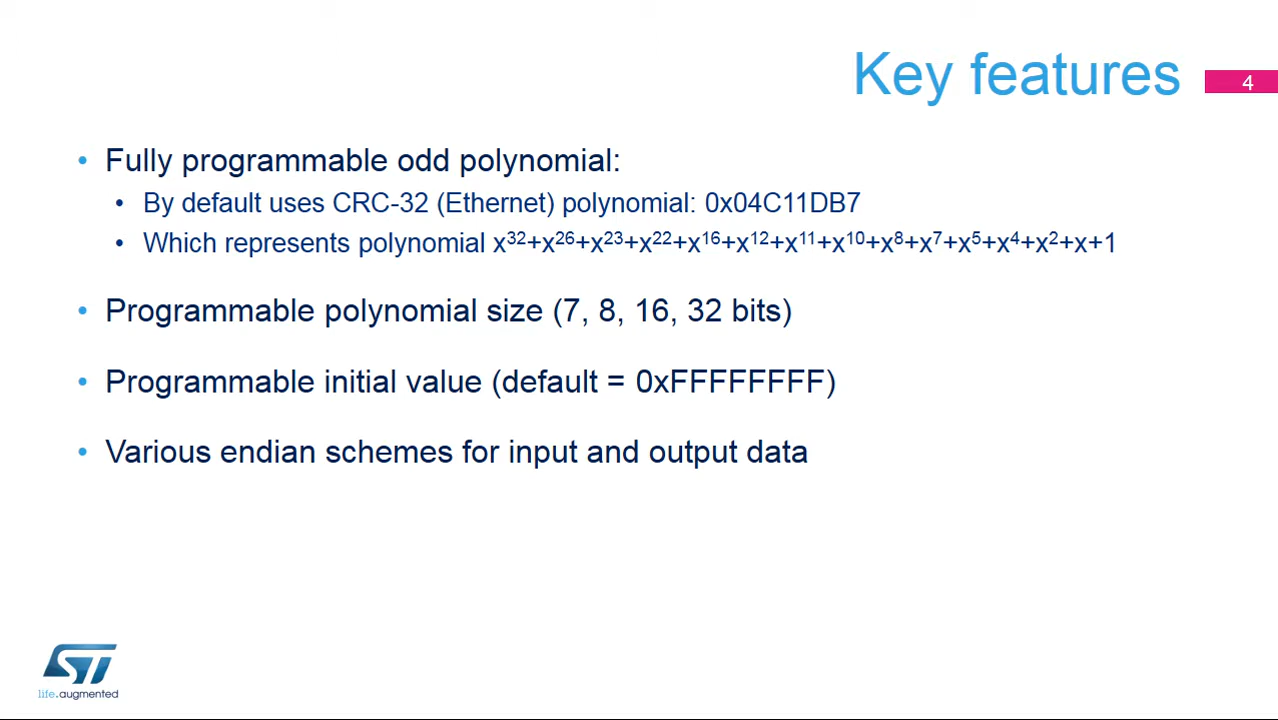 Key features
4
• Fully programmable odd polynomial:
• By default uses CRC-32 (Ethernet) polynomial: 0x04C11DB7
• Which represents polynomial x³²+x²⁶+x²³+x²²+x¹⁶+x¹²+x¹¹+x¹⁰+x⁸+x⁷+x⁵+x⁴+x²+x+1
• Programmable polynomial size (7, 8, 16, 32 bits)
• Programmable initial value (default = 0xFFFFFFFF)
• Various endian schemes for input and output data
ST
life.augmented